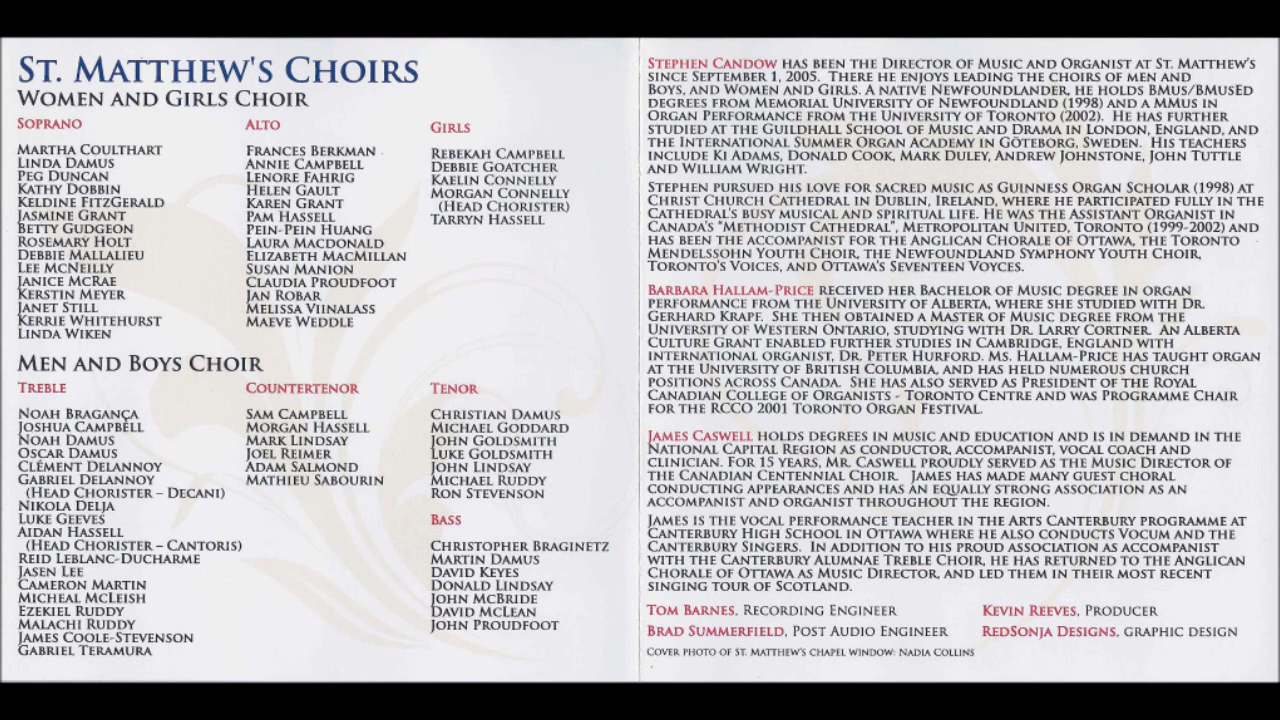 ST. MATTHEW'S CHOIRS
WOMEN AND GIRLS CHOIR
SOPRANO
MARTHA COULTHART
LINDA DAMUS
PEG DUNCAN
KATHY DOBBIN
KELDINE FITZGERALD
JASMINE GRANT
BETTY GUDGEON
ROSEMARY HOLT
DEBBIE MALLALIEU
LEE MCNEILLY
JANICE MCRAE
KERSTIN MEYER
JANET STILL
KERRIE WHITEHURST
LINDA WIKEN
ALTO
FRANCES BERKMAN
ANNIE CAMPBELL
LENORE FAHRIG
HELEN GAULT
KAREN GRANT
PAM HASSELL
PEIN-PEIN HUANG
LAURA MACDONALD
ELIZABETH MACMILLAN
SUSAN MANION
CLAUDIA PROUDFOOT
JAN ROBAR
MELISSA VIINALASS
MAEVE WEDDLE
GIRLS
REBEKAH CAMPBELL
DEBBIE GOATCHER
KAELIN CONNELLY
MORGAN CONNELLY
(HEAD CHORISTER)
TARRYN HASSELL
MEN AND BOYS CHOIR
TREBLE
NOAH BRAGANÇA
JOSHUA CAMPBELL
NOAH DAMUS
OSCAR DAMUS
CLÉMENT DELANNOY
GABRIEL DELANNOY
(HEAD CHORISTER – DECANI)
NIKOLA DELJA
LUKE GEEVES
AIDAN HASSELL
(HEAD CHORISTER – CANTORIS)
REID LEBLANC-DUCHARME
JASEN LEE
CAMERON MARTIN
MICHEAL MCLEISH
EZEKIEL RUDDY
MALACHI RUDDY
JAMES COOLE-STEVENSON
GABRIEL TERAMURA
COUNTERTENOR
SAM CAMPBELL
MORGAN HASSELL
MARK LINDSAY
JOEL REIMER
ADAM SALMOND
MATHIEU SABOURIN
TENOR
CHRISTIAN DAMUS
MICHAEL GODDARD
JOHN GOLDSMITH
LUKE GOLDSMITH
JOHN LINDSAY
MICHAEL RUDDY
RON STEVENSON
BASS
CHRISTOPHER BRAGINETZ
MARTIN DAMUS
DAVID KEYES
DONALD LINDSAY
JOHN MCBRIDE
DAVID MCLEAN
JOHN PROUDFOOT
STEPHEN CANDOW HAS BEEN THE DIRECTOR OF MUSIC AND ORGANIST AT ST. MATTHEW'S
SINCE SEPTEMBER 1, 2005. THERE HE ENJOYS LEADING THE CHOIRS OF MEN AND
BOYS, AND WOMEN AND GIRLS. A NATIVE NEWFOUNDLANDER, HE HOLDS BMUS/BMUSED
DEGREES FROM MEMORIAL UNIVERSITY OF NEWFOUNDLAND (1998) AND A MMUS IN
ORGAN PERFORMANCE FROM THE UNIVERSITY OF TORONTO (2002). HE HAS FURTHER
STUDIED AT THE GUILDHALL SCHOOL OF MUSIC AND DRAMA IN LONDON, ENGLAND, AND
THE INTERNATIONAL SUMMER ORGAN ACADEMY IN GÖTEBORG, SWEDEN. HIS TEACHERS
INCLUDE KI ADAMS, DONALD COOK, MARK DULEY, ANDREW JOHNSTONE, JOHN TUTTLE
AND WILLIAM WRIGHT.
STEPHEN PURSUED HIS LOVE FOR SACRED MUSIC AS GUINNESS ORGAN SCHOLAR (1998) AT
CHRIST CHURCH CATHEDRAL IN DUBLIN, IRELAND, WHERE HE PARTICIPATED FULLY IN THE
CATHEDRAL'S BUSY MUSICAL AND SPIRITUAL LIFE. HE WAS THE ASSISTANT ORGANIST IN
CANADA'S "METHODIST CATHEDRAL", METROPOLITAN UNITED, TORONTO (1999-2002) AND
HAS BEEN THE ACCOMPANIST FOR THE ANGLICAN CHORALE OF OTTAWA, THE TORONTO
MENDELSSOHN YOUTH CHOIR, THE NEWFOUNDLAND SYMPHONY YOUTH CHOIR,
TORONTO'S VOICES, AND OTTAWA'S SEVENTEEN VOYCES.
BARBARA HALLAM-PRICE RECEIVED HER BACHELOR OF MUSIC DEGREE IN ORGAN
PERFORMANCE FROM THE UNIVERSITY OF ALBERTA, WHERE SHE STUDIED WITH DR.
GERHARD KRAPF. SHE THEN OBTAINED A MASTER OF MUSIC DEGREE FROM THE
UNIVERSITY OF WESTERN ONTARIO, STUDYING WITH DR. LARRY CORTNER. AN ALBERTA
CULTURE GRANT ENABLED FURTHER STUDIES IN CAMBRIDGE, ENGLAND WITH
INTERNATIONAL ORGANIST, DR. PETER HURFORD. MS. HALLAM-PRICE HAS TAUGHT ORGAN
AT THE UNIVERSITY OF BRITISH COLUMBIA, AND HAS HELD NUMEROUS CHURCH
POSITIONS ACROSS CANADA. SHE HAS ALSO SERVED AS PRESIDENT OF THE ROYAL
CANADIAN COLLEGE OF ORGANISTS - TORONTO CENTRE AND WAS PROGRAMME CHAIR
FOR THE RCCO 2001 TORONTO ORGAN FESTIVAL.
JAMES CASWELL HOLDS DEGREES IN MUSIC AND EDUCATION AND IS IN DEMAND IN THE
NATIONAL CAPITAL REGION AS CONDUCTOR, ACCOMPANIST, VOCAL COACH AND
CLINICIAN. FOR 15 YEARS, MR. CASWELL PROUDLY SERVED AS THE MUSIC DIRECTOR OF
THE CANADIAN CENTENNIAL CHOIR. JAMES HAS MADE MANY GUEST CHORAL
CONDUCTING APPEARANCES AND HAS AN EQUALLY STRONG ASSOCIATION AS AN
ACCOMPANIST AND ORGANIST THROUGHOUT THE REGION.
JAMES IS THE VOCAL PERFORMANCE TEACHER IN THE ARTS CANTERBURY PROGRAMME AT
CANTERBURY HIGH SCHOOL IN OTTAWA WHERE HE ALSO CONDUCTS VOCUM AND THE
CANTERBURY SINGERS. IN ADDITION TO HIS PROUD ASSOCIATION AS ACCOMPANIST
WITH THE CANTERBURY ALUMNAE TREBLE CHOIR, HE HAS RETURNED TO THE ANGLICAN
CHORALE OF OTTAWA AS MUSIC DIRECTOR, AND LED THEM IN THEIR MOST RECENT
SINGING TOUR OF SCOTLAND.
TOM BARNES, RECORDING ENGINEER
KEVIN REEVES, PRODUCER
BRAD SUMMERFIELD, POST AUDIO ENGINEER
REDSONJA DESIGNS, GRAPHIC DESIGN
COVER PHOTO OF ST. MATTHEW'S CHAPEL WINDOW: NADIA COLLINS